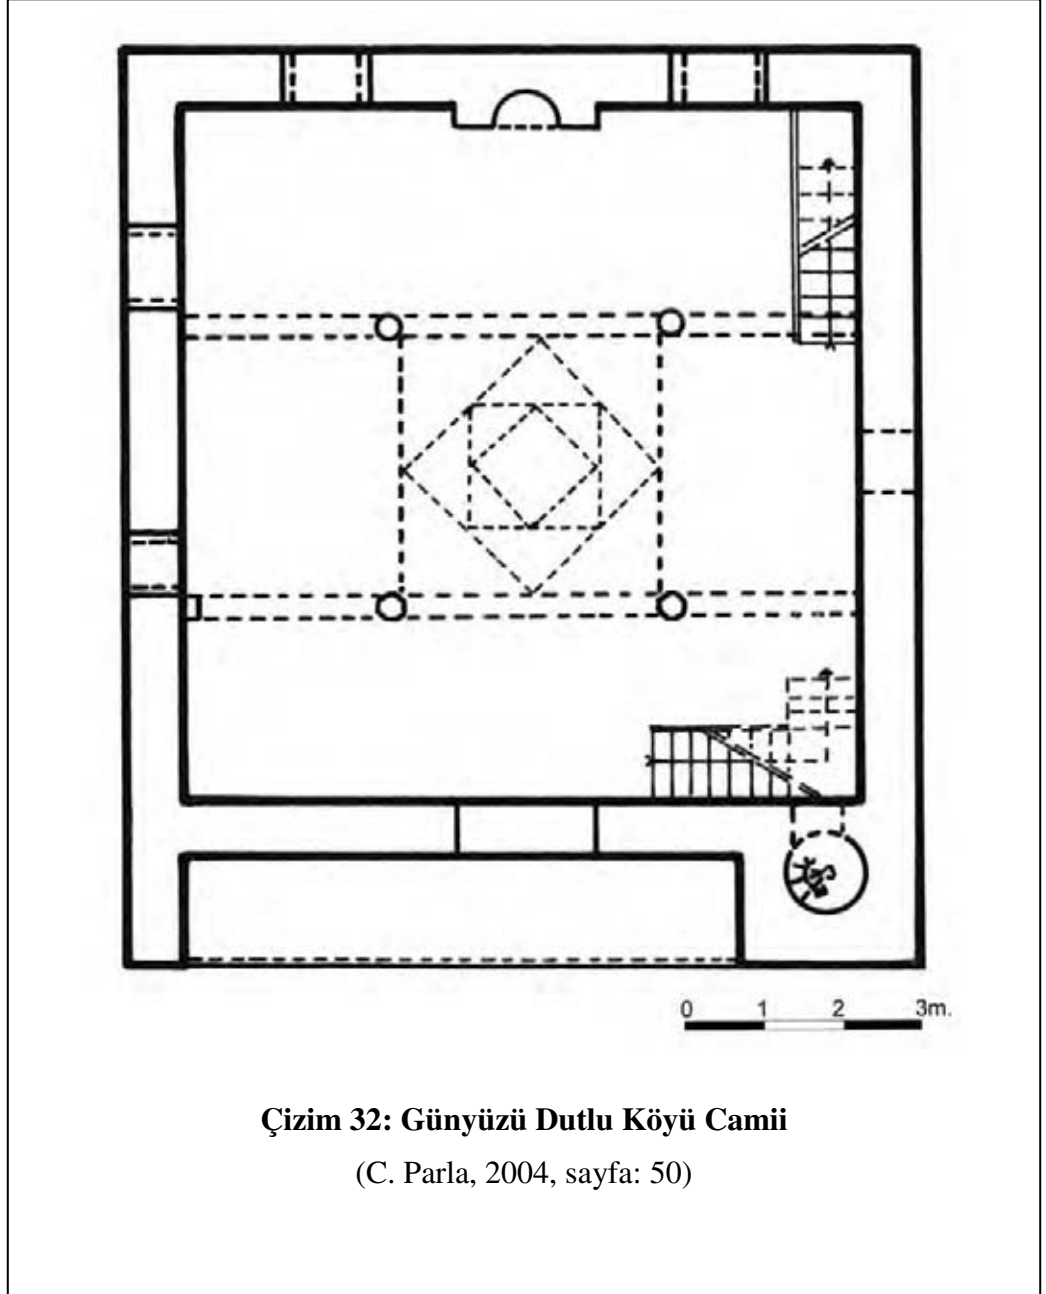 0 1 2 3m.
Çizim 32: Günyüzü Dutlu Köyü Camii
(C. Parla, 2004, sayfa: 50)